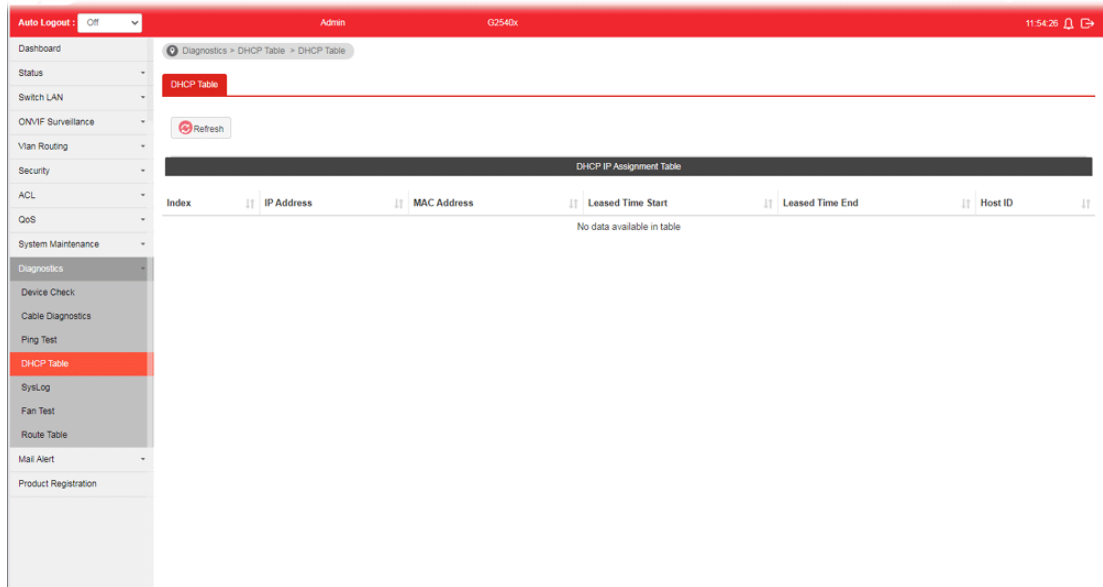 Auto Logout : Off Admin G2540x 11:54:26
Dashboard
Status
Switch LAN
ONVIF Surveillance
Vlan Routing
Security
ACL
QoS
System Maintenance
Diagnostics
Device Check
Cable Diagnostics
Ping Test
DHCP Table
SysLog
Fan Test
Route Table
Mail Alert
Product Registration
Diagnostics > DHCP Table > DHCP Table
DHCP Table
Refresh
DHCP IP Assignment Table
Index IP Address MAC Address Leased Time Start Leased Time End Host ID
No data available in table